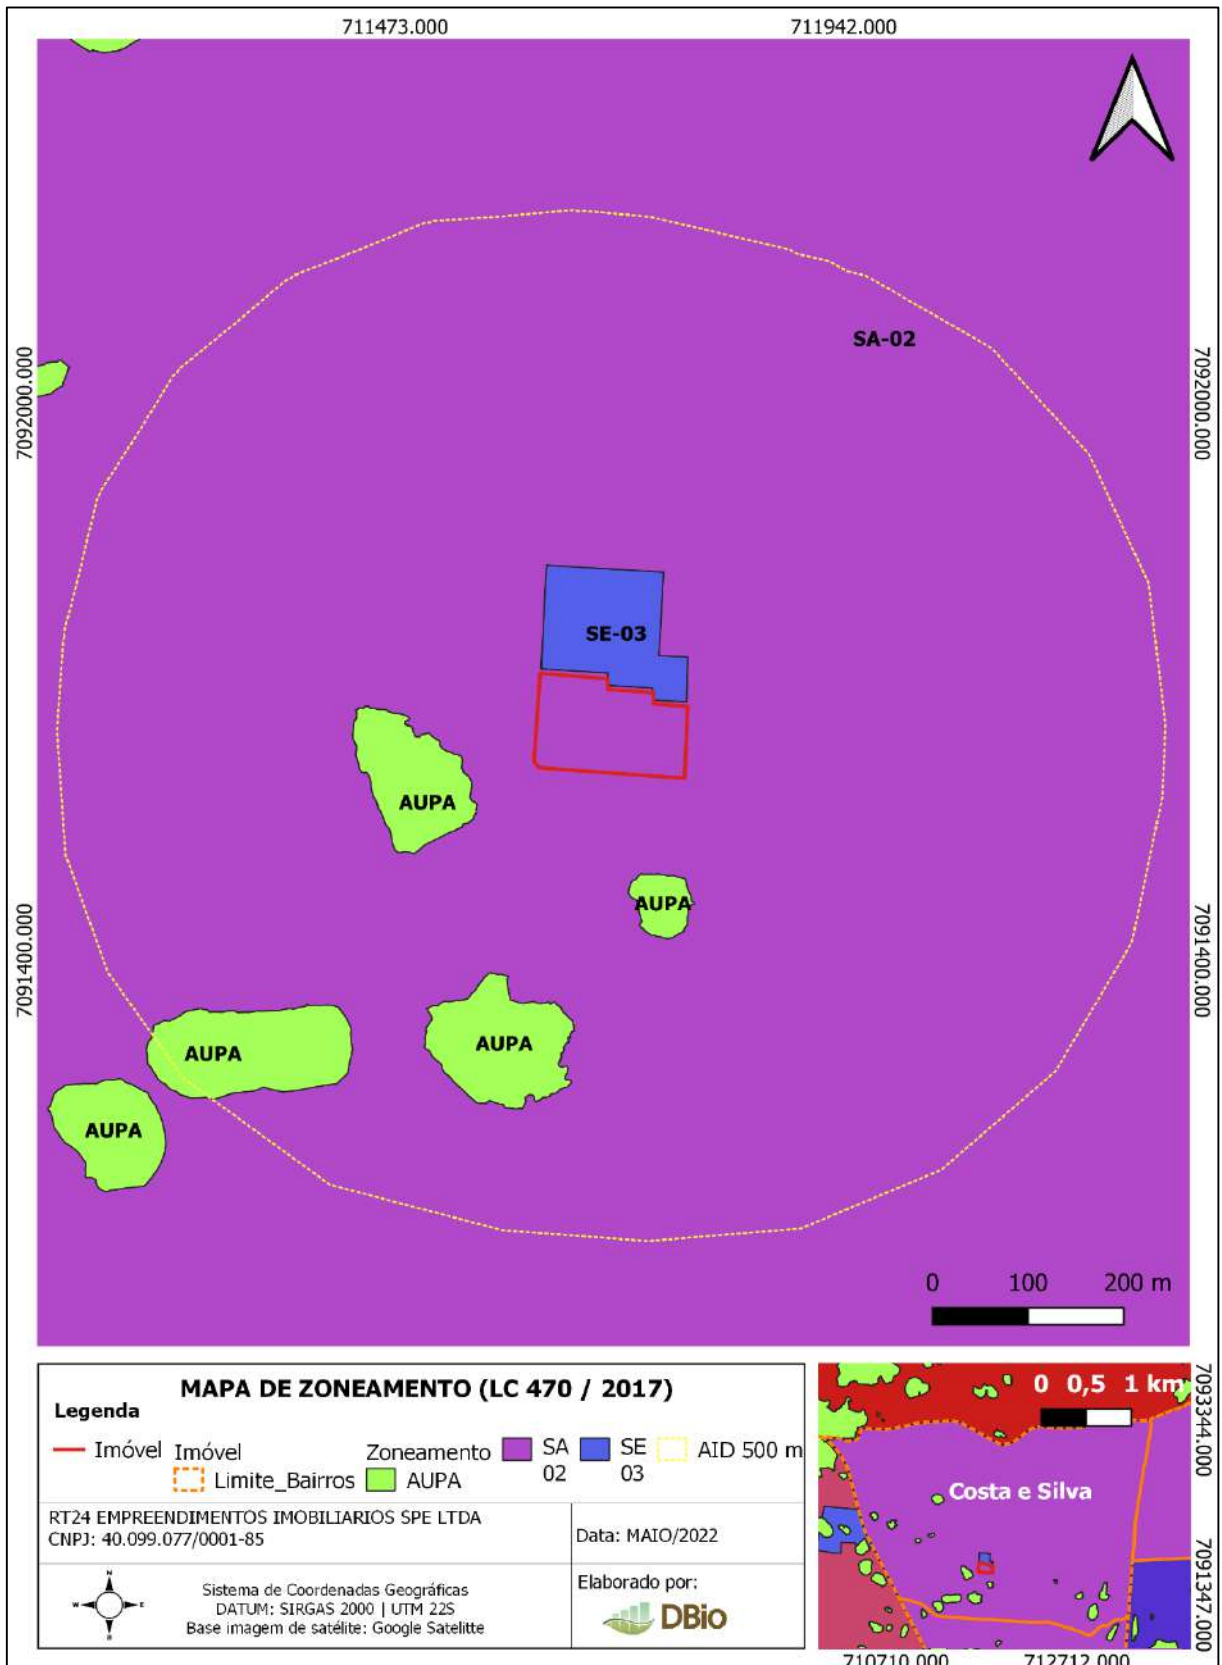 711473.000 711942.000
SA-02
7092000.000 7092000.000
SE-03
AUPA
AUPA
7091400.000 7091400.000
AUPA
AUPA
AUPA
0 100 200 m
MAPA DE ZONEAMENTO (LC 470 / 2017)
Legenda
Imóvel Imóvel Zoneamento SA 02 SE 03 AID 500 m
Limite_Bairros AUPA
RT24 EMPREENDIMENTOS IMOBILIARIOS SPE LTDA
CNPJ: 40.099.077/0001-85
Data: MAIO/2022
N
W E
Sistema de Coordenadas Geográficas
DATUM: SIRGAS 2000 | UTM 22S
Base imagem de satélite: Google Satelitte
Elaborado por:
DBio
0 0,5 1 km
Costa e Silva
7093344.000
7091347.000
710710.000 712712.000